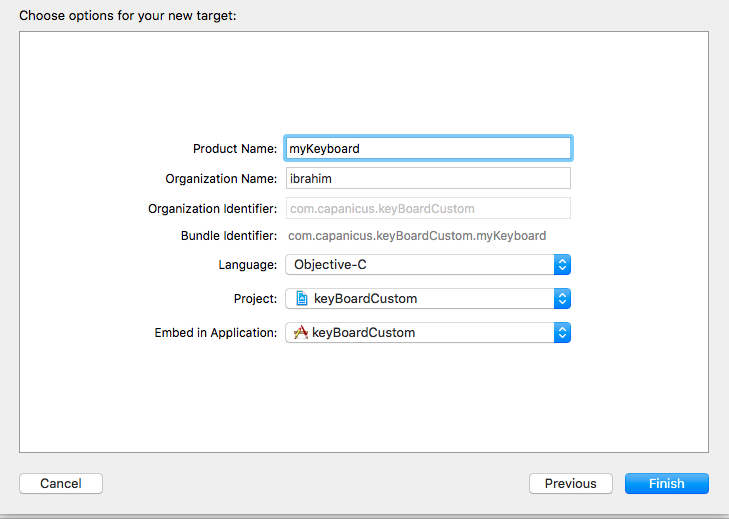 Choose options for your new target:
Product Name: myKeyboard
Organization Name: ibrahim
Organization Identifier: com.capanicus.keyBoardCustom
Bundle Identifier: com.capanicus.keyBoardCustom.myKeyboard
Language: Objective-C
Project: keyBoardCustom
Embed in Application: keyBoardCustom
Cancel Previous Finish